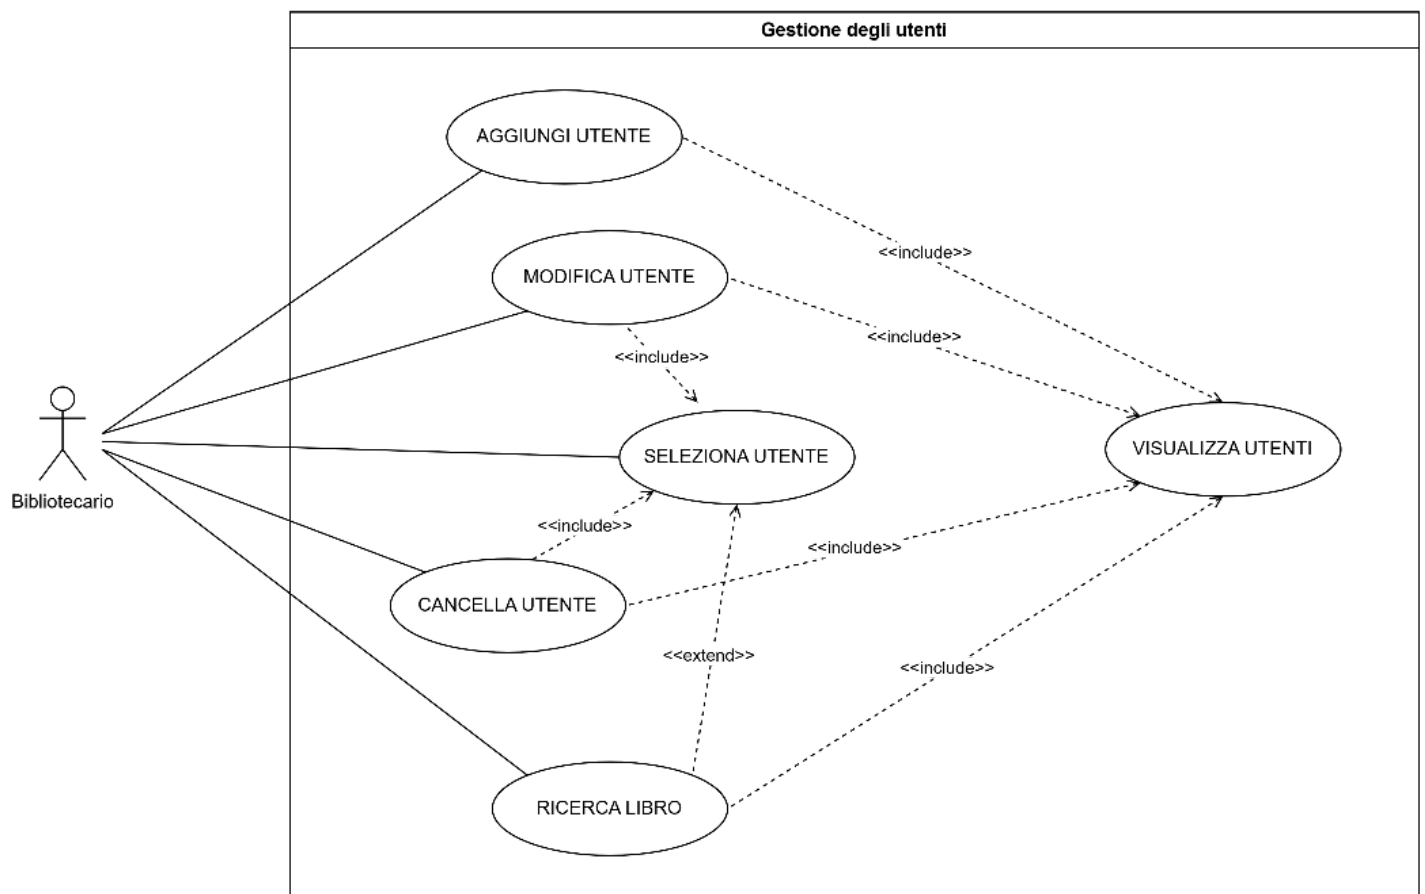 Gestione degli utenti
AGGIUNGI UTENTE
<<include>>
MODIFICA UTENTE
<<include>>
<<include>>
SELEZIONA UTENTE
VISUALIZZA UTENTI
Bibliotecario
<<include>>
<<include>>
CANCELLA UTENTE
<<extend>>
<<include>>
RICERCA LIBRO